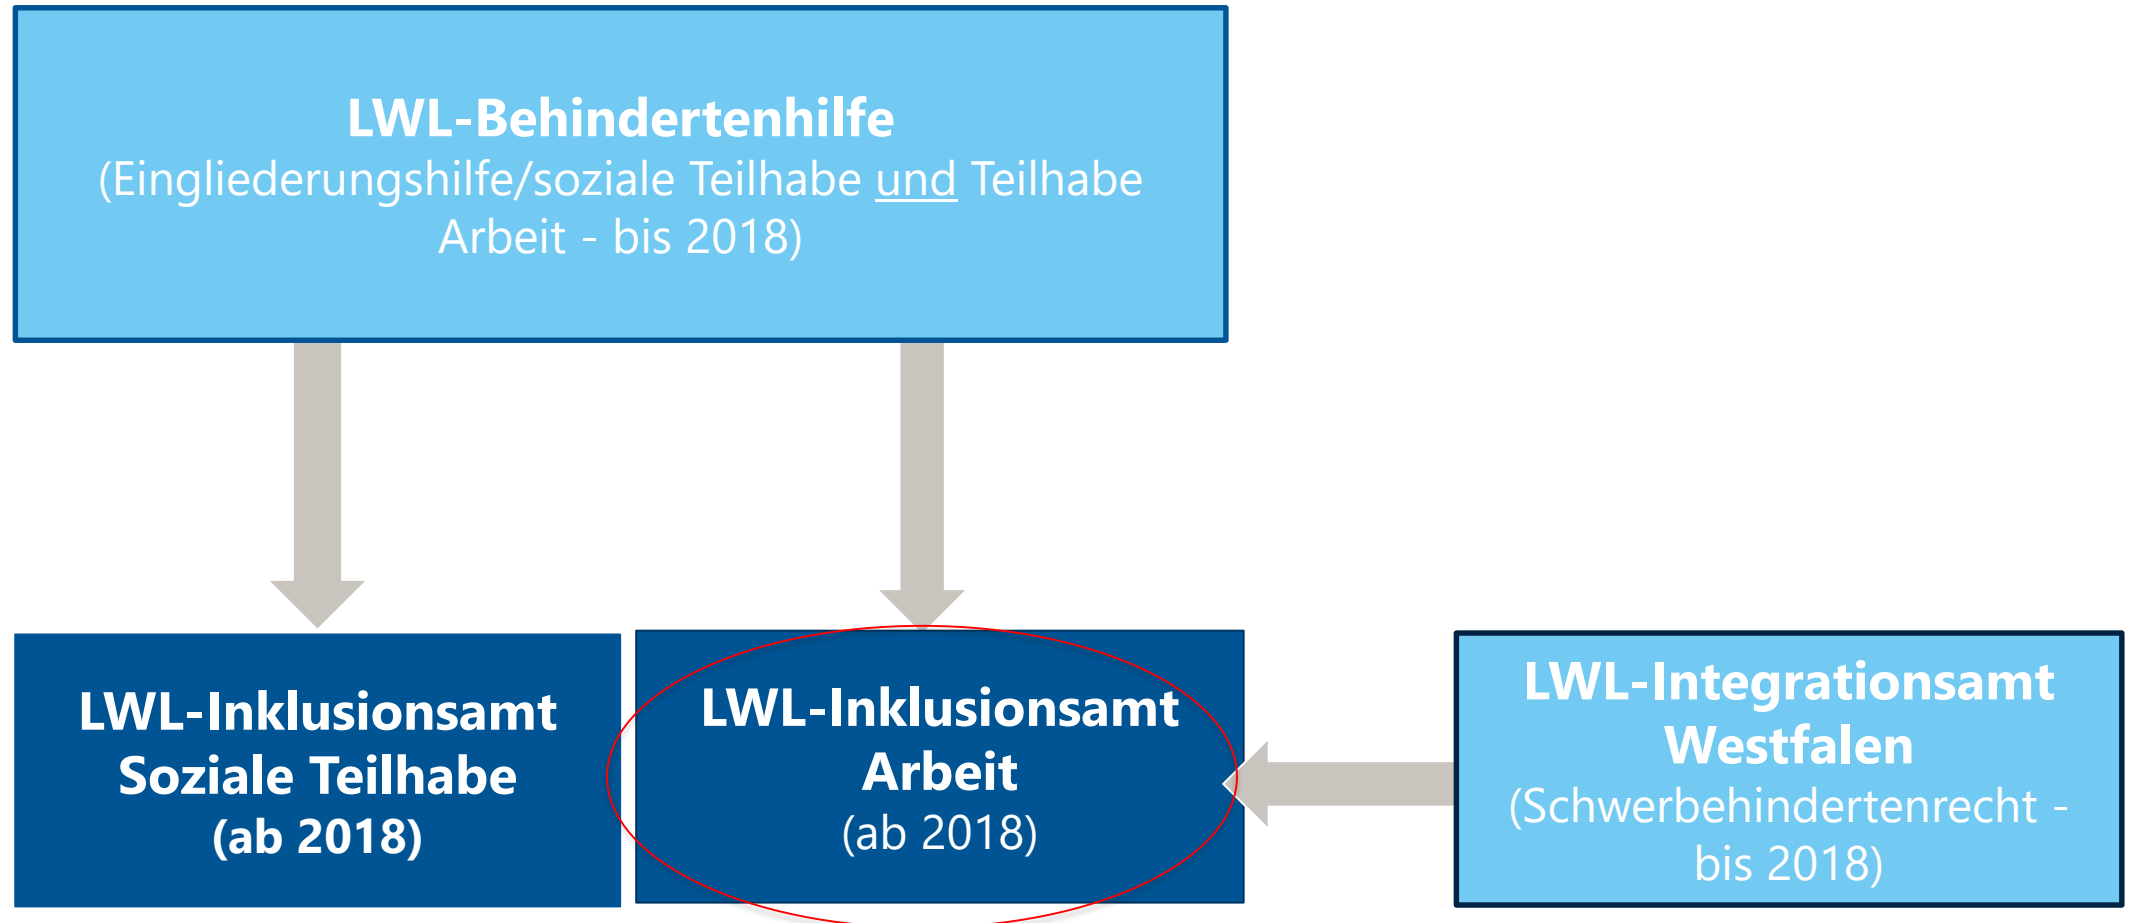 LWL-Behindertenhilfe
(Eingliederungshilfe/soziale Teilhabe und Teilhabe
Arbeit - bis 2018)
LWL-Inklusionsamt
Soziale Teilhabe
(ab 2018)
LWL-Inklusionsamt
Arbeit
(ab 2018)
LWL-Integrationsamt
Westfalen
(Schwerbehindertenrecht -
bis 2018)